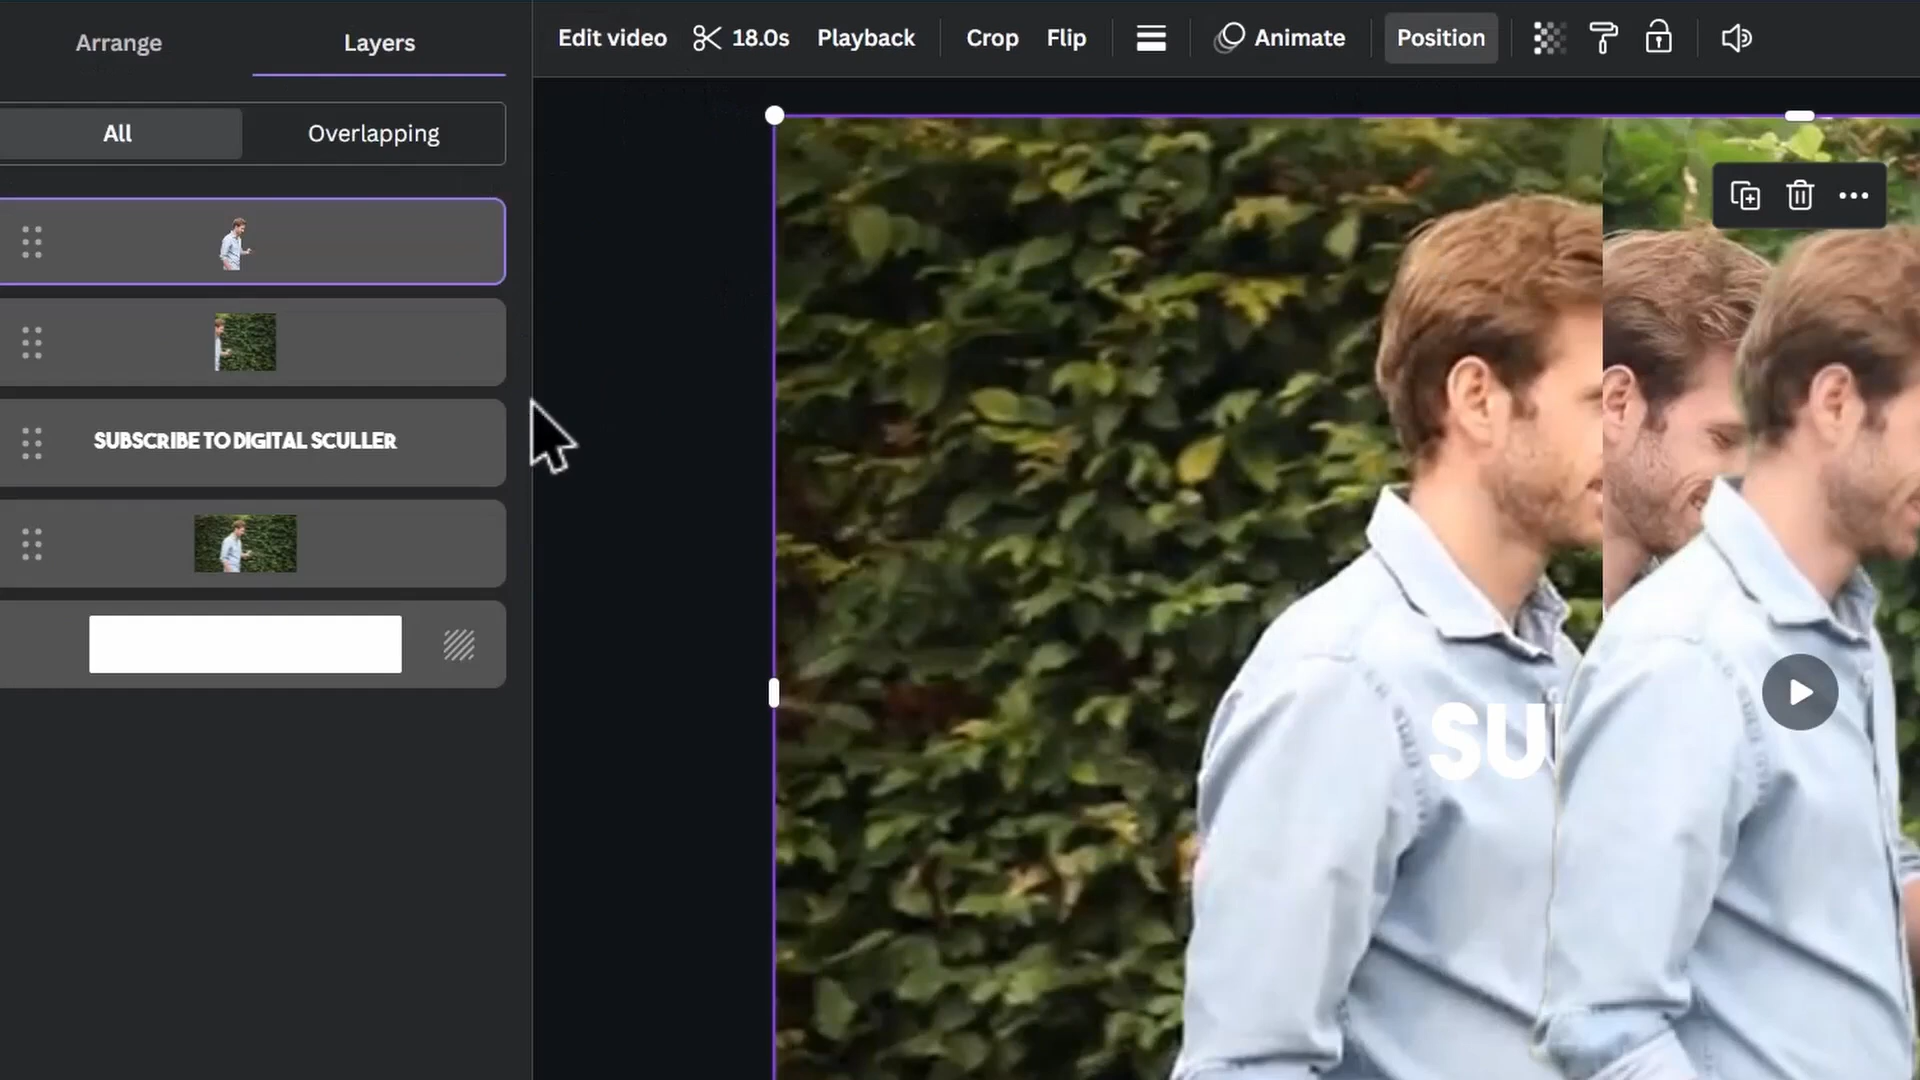 Arrange
Layers
Edit video
18.0s
Playback
Crop
Flip
Animate
Position
All
Overlapping
SUBSCRIBE TO DIGITAL SCULLER
SU